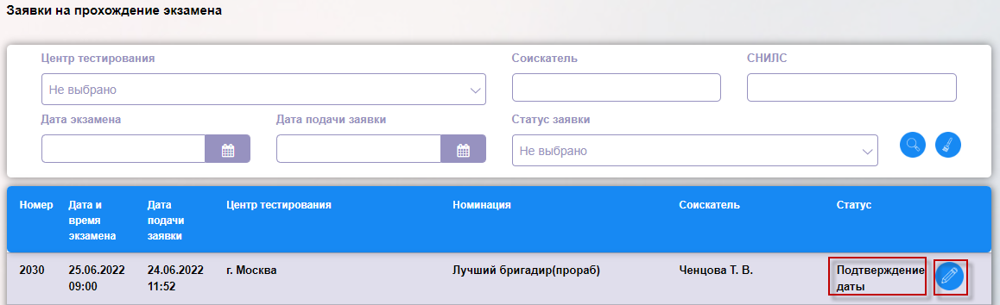 Заявки на прохождение экзамена
Центр тестирования Соискатель СНИЛС
Не выбрано
Дата экзамена Дата подачи заявки Статус заявки
Не выбрано
Номер Дата и Дата Центр тестирования Номинация Соискатель Статус
время подачи
экзамена заявки
2030 25.06.2022 24.06.2022 г. Москва Лучший бригадир(прораб) Ченцова Т. В. Подтверждение
09:00 11:52 даты